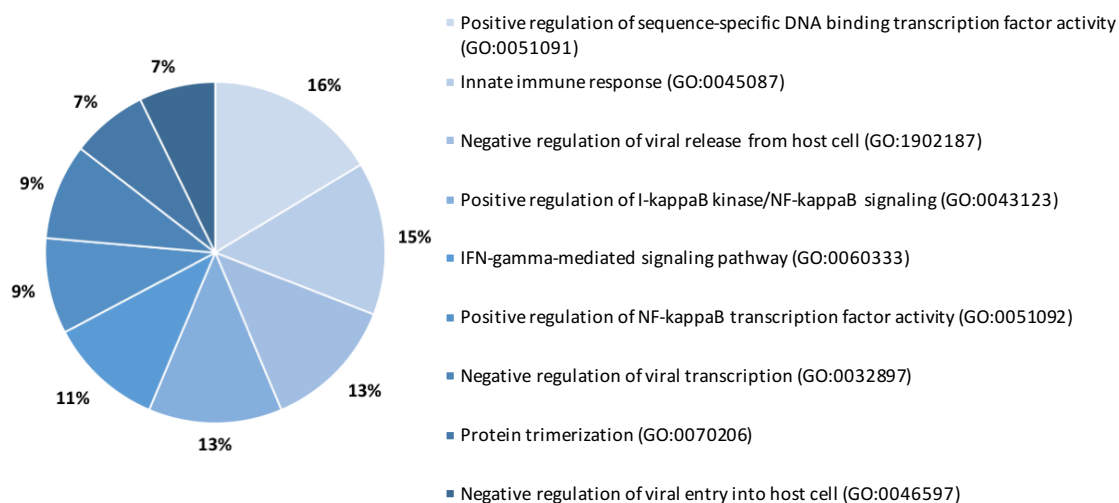 Positive regulation of sequence-specific DNA binding transcription factor activity
(GO:0051091)
Innate immune response (GO:0045087)
Negative regulation of viral release from host cell (GO:1902187)
Positive regulation of I-kappaB kinase/NF-kappaB signaling (GO:0043123)
IFN-gamma-mediated signaling pathway (GO:0060333)
Positive regulation of NF-kappaB transcription factor activity (GO:0051092)
Negative regulation of viral transcription (GO:0032897)
Protein trimerization (GO:0070206)
Negative regulation of viral entry into host cell (GO:0046597)
16%
15%
13%
13%
11%
9%
9%
7%
7%